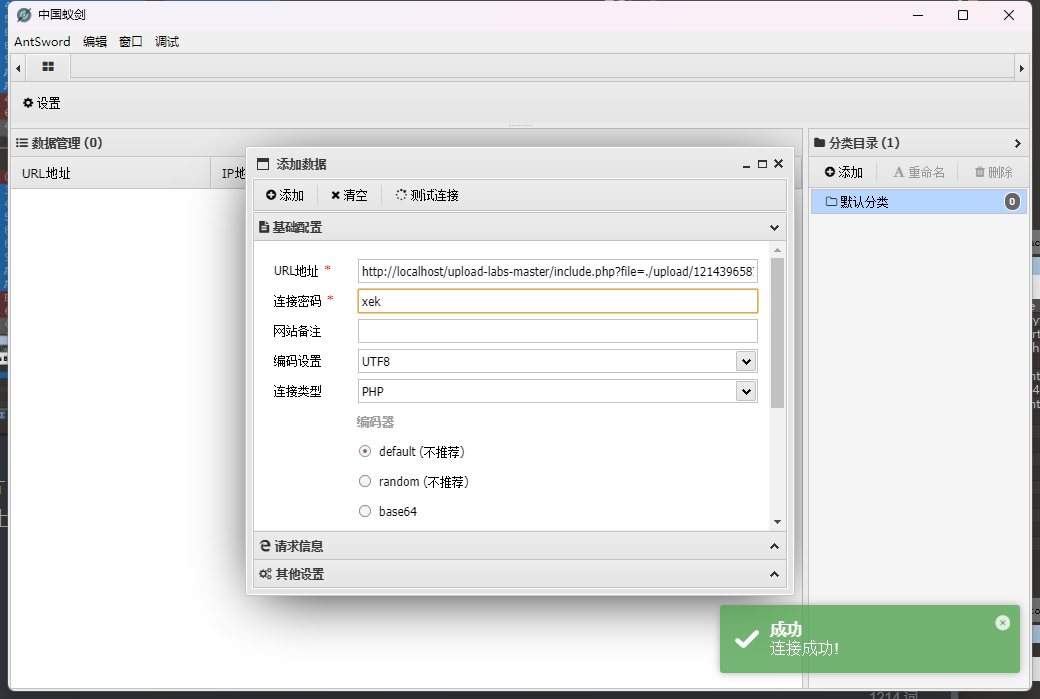 中国蚁剑
AntSword 编辑 窗口 调试
设置
数据管理 (0)
URL地址 IP地
分类目录 (1)
添加 重命名 删除
默认分类 0
添加数据
添加 清空 测试连接
基础配置
URL地址 * http://localhost/upload-labs-master/include.php?file=./upload/121439658
连接密码 * xek
网站备注
编码设置 UTF8
连接类型 PHP
编码器
default (不推荐)
random (不推荐)
base64
请求信息
其他设置
成功
连接成功!
1214 词